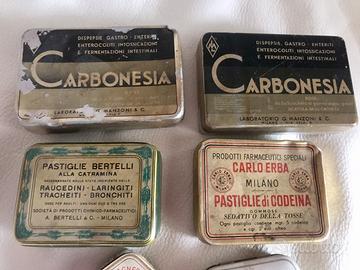 DISPEPSIE GASTRO - ENTERITI
ENTEROCOLITI INTOSSICAZIONI
E FERMENTAZIONI INTESTINALI
CARBONESIA
LABORATORIO G. MANZONI & C.
DISPEPSIE, GASTRO - ENTERITI
ENTEROCOLITI INTOSSICAZIONI
E FERMENTAZIONI INTESTINALI
CARBONESIA
LABORATORIO G. MANZONI & C.
PASTIGLIE BERTELLI
ALLA CATRAMINA
RAUCEDINI - LARINGITI
TRACHEITI - BRONCHITI
SOCIETÀ DI PRODOTTI CHIMICO-FARMACEUTICI
A. BERTELLI & C. - MILANO
PRODOTTI FARMACEUTICI SPECIALI
CARLO ERBA
MILANO
PASTIGLIE DI CODEINA
GOMMOSE
SEDATIVO DELLA TOSSE